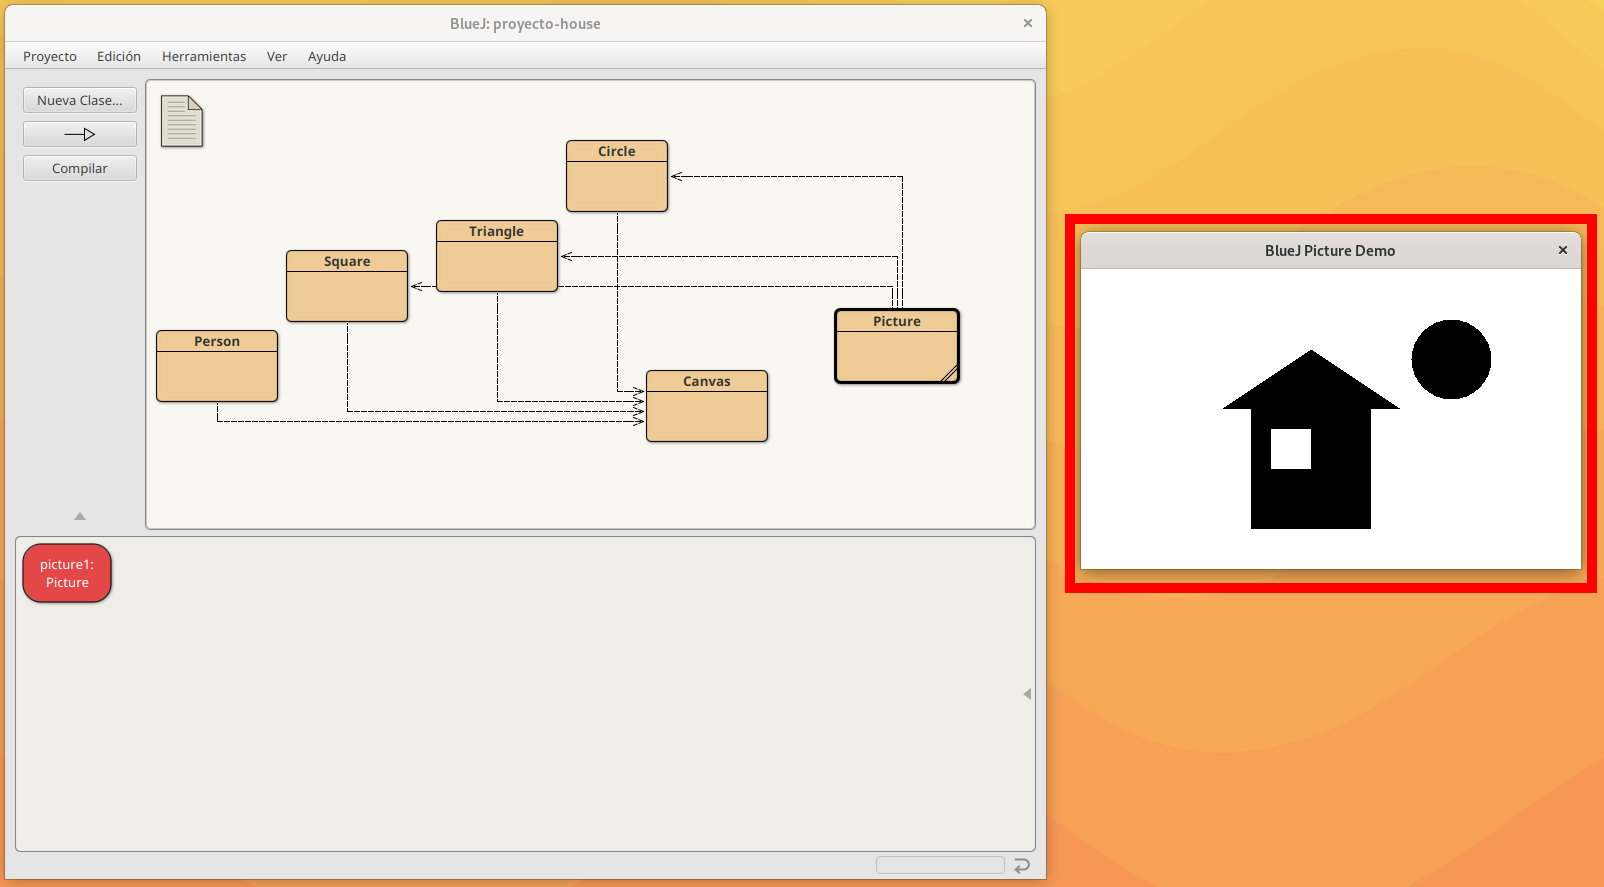 BlueJ: proyecto-house
Proyecto Edición Herramientas Ver Ayuda
Nueva Clase...
Compilar
Circle
Triangle
Square
Person
Picture
Canvas
picture1:
Picture
BlueJ Picture Demo